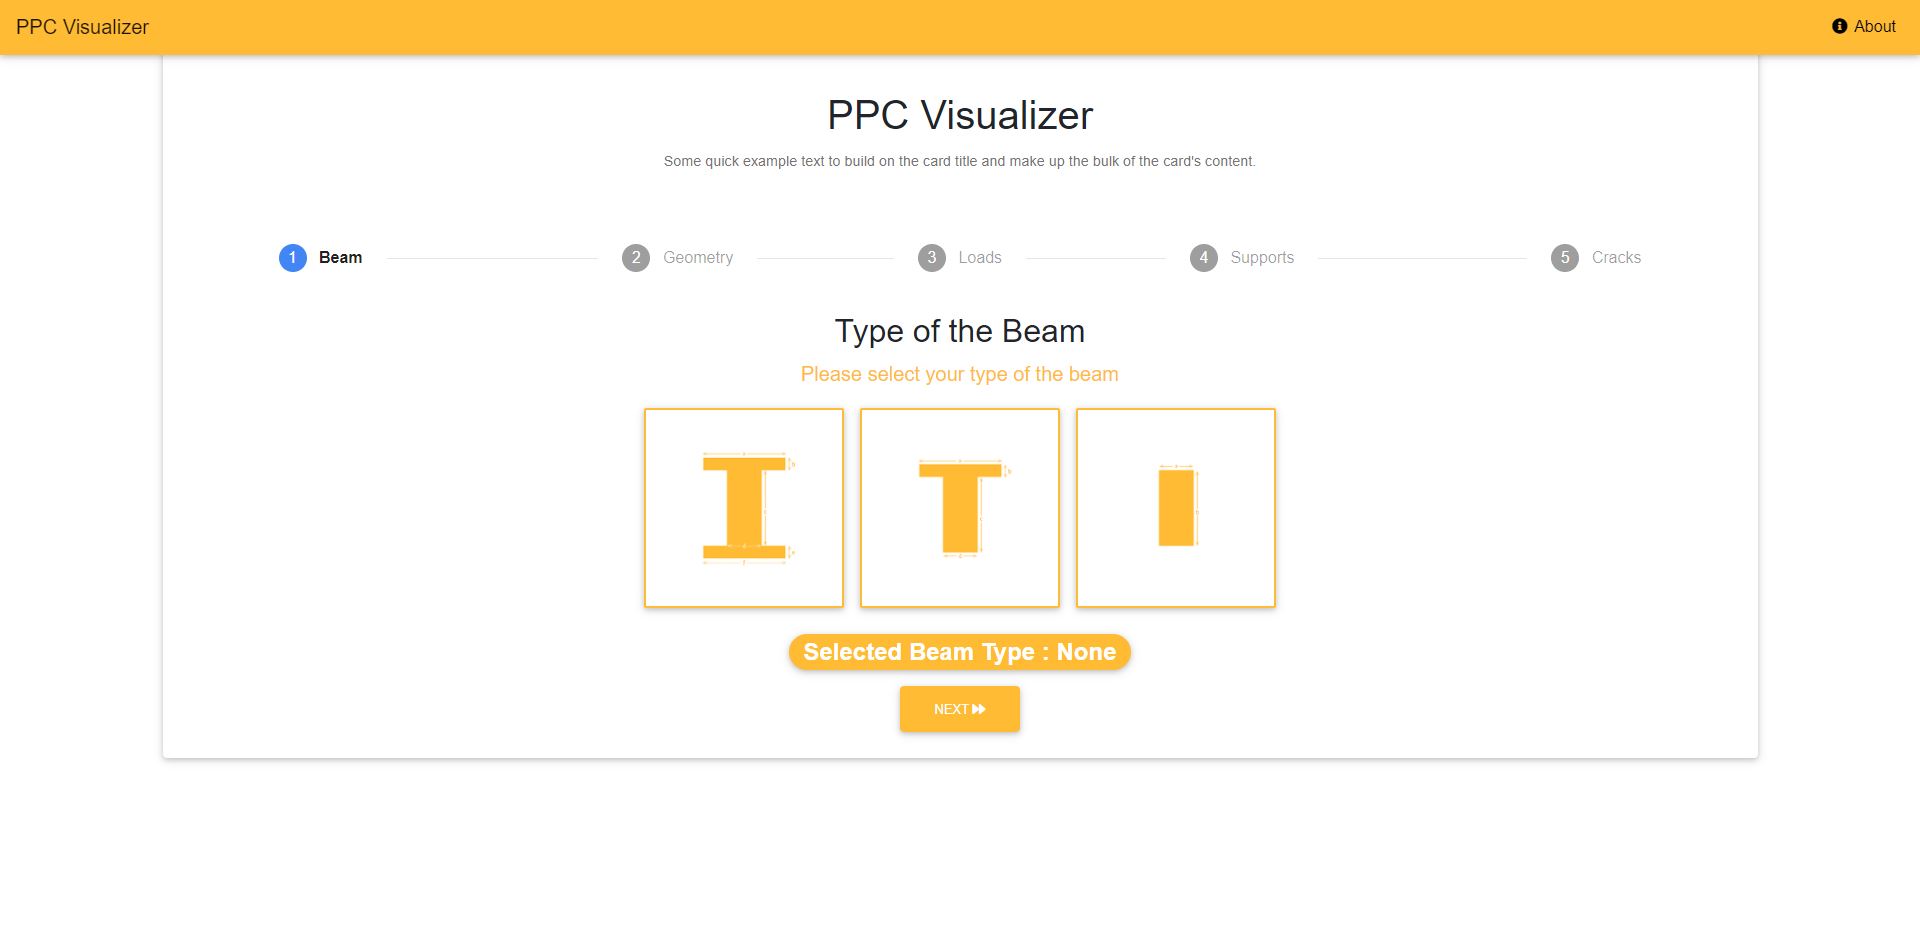 PPC Visualizer
About
PPC Visualizer
Some quick example text to build on the card title and make up the bulk of the card's content.
1 Beam
2 Geometry
3 Loads
4 Supports
5 Cracks
Type of the Beam
Please select your type of the beam
Selected Beam Type : None
NEXT